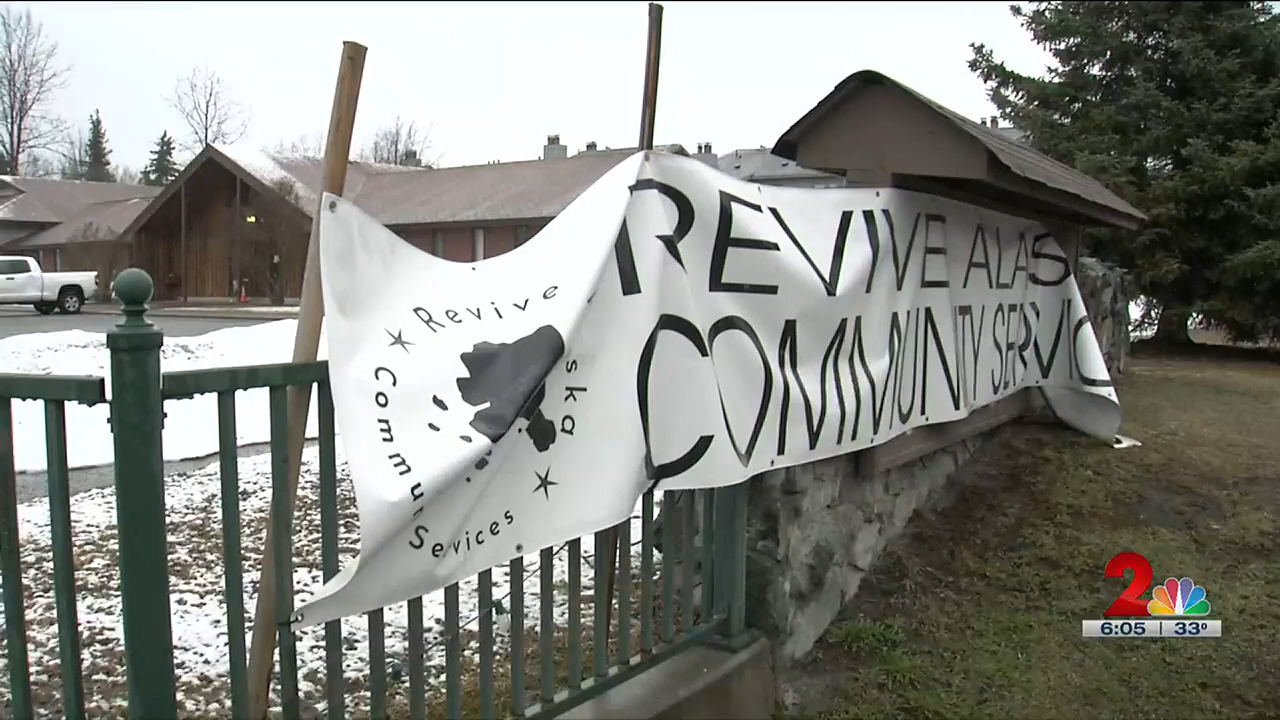 REVIVE ALAS
COMMUNITY SERVIC
Revive
ska
Commu
Services
2
6:05 | 33°